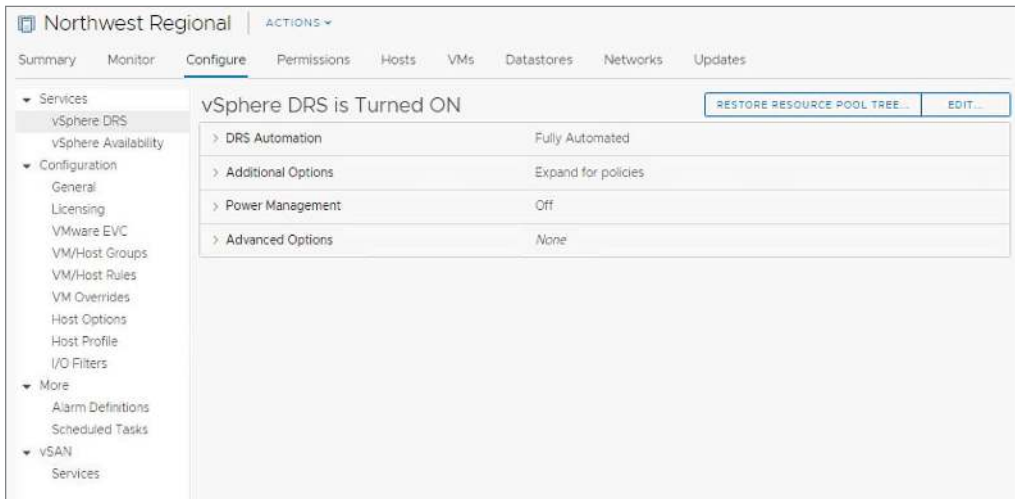 Northwest Regional ACTIONS
Summary Monitor Configure Permissions Hosts VMs Datastores Networks Updates
Services
vSphere DRS
vSphere Availability
Configuration
General
Licensing
VMware EVC
VM/Host Groups
VM/Host Rules
VM Overrides
Host Options
Host Profile
I/O Filters
More
Alarm Definitions
Scheduled Tasks
vSAN
Services
vSphere DRS is Turned ON RESTORE RESOURCE POOL TREE... EDIT...
DRS Automation Fully Automated
Additional Options Expand for policies
Power Management Off
Advanced Options None